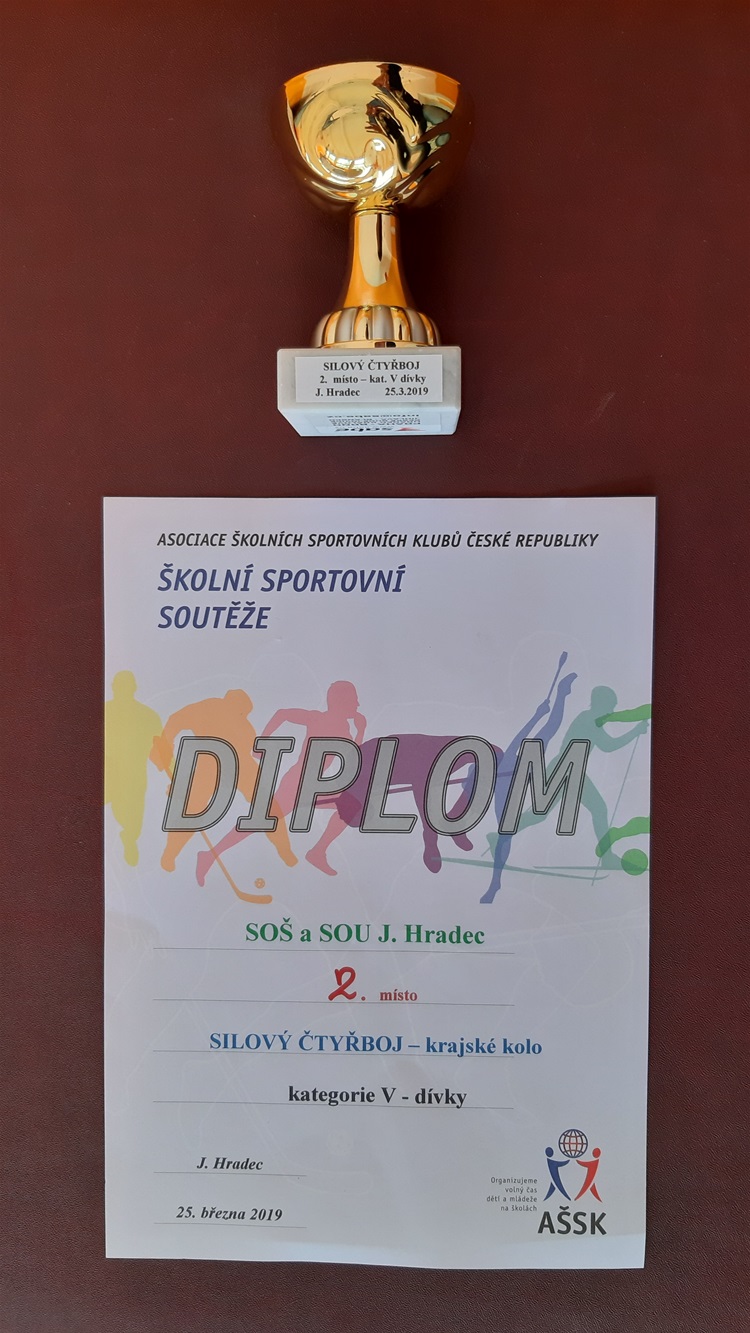 SILOVÝ ČTYŘBOJ
2. místo – kat. V dívky
J. Hradec 25.3.2019
sabe
ASOCIACE ŠKOLNÍCH SPORTOVNÍCH KLUBŮ ČESKÉ REPUBLIKY
ŠKOLNÍ SPORTOVNÍ
SOUTĚŽE
DIPLOM
SOŠ a SOU J. Hradec
2. místo
SILOVÝ ČTYŘBOJ – krajské kolo
kategorie V - dívky
J. Hradec
25. března 2019
Organizujeme
volný čas
dětí a mládeže
na školách
AŠSK